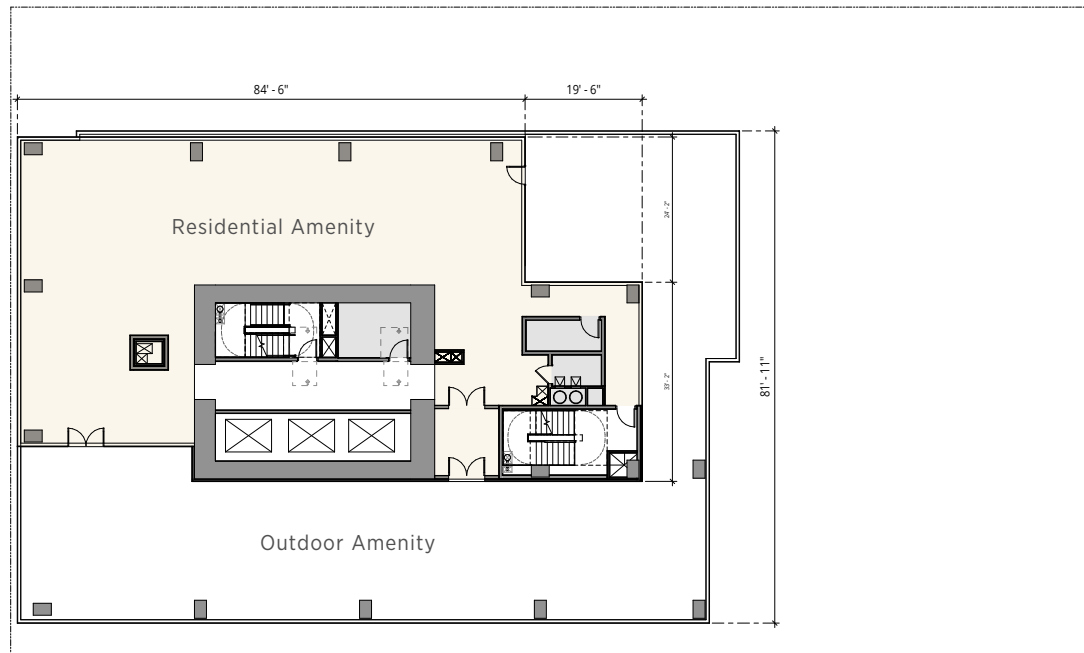 84' - 6"
19' - 6"
24' - 2"
Residential Amenity
33' - 2"
81' - 11"
Outdoor Amenity